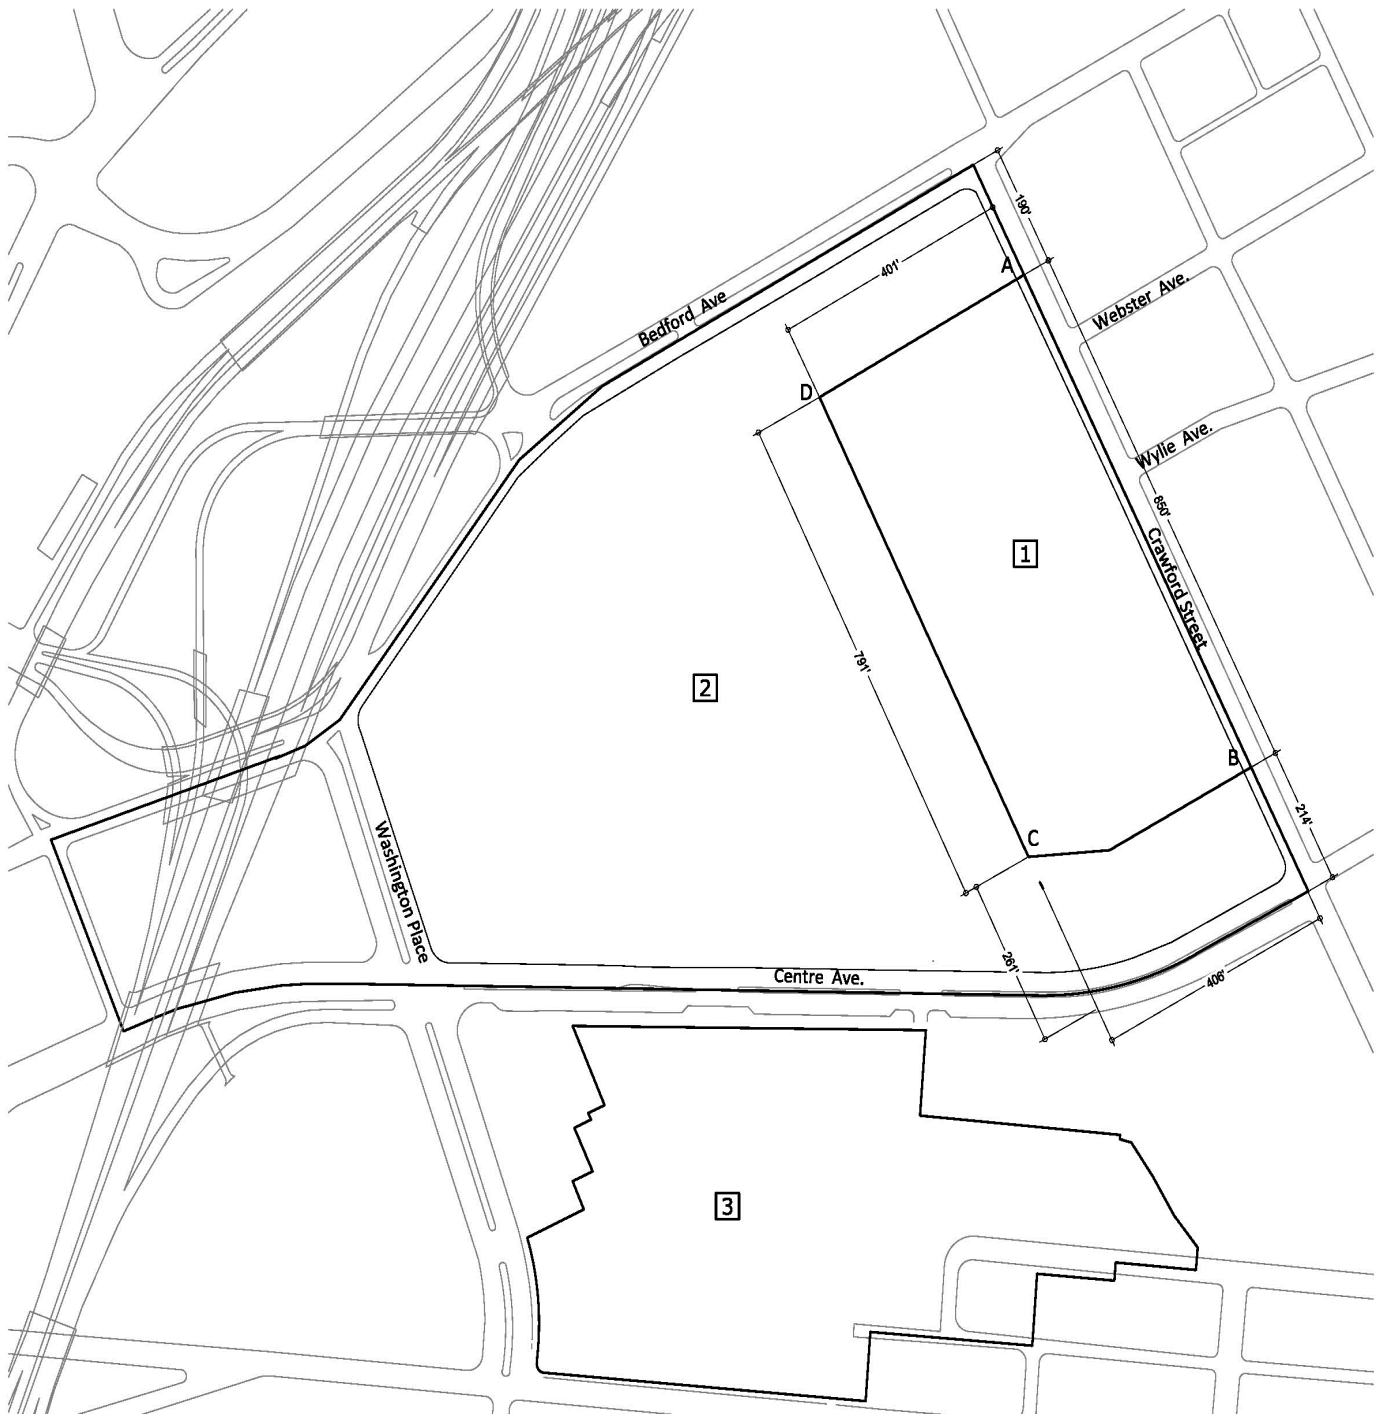 190'
401'
A
Webster Ave.
Bedford Ave
D
Wylie Ave.
850'
1
Crawford Street
791'
2
B
214'
C
Washington Place
261'
Centre Ave.
406'
3